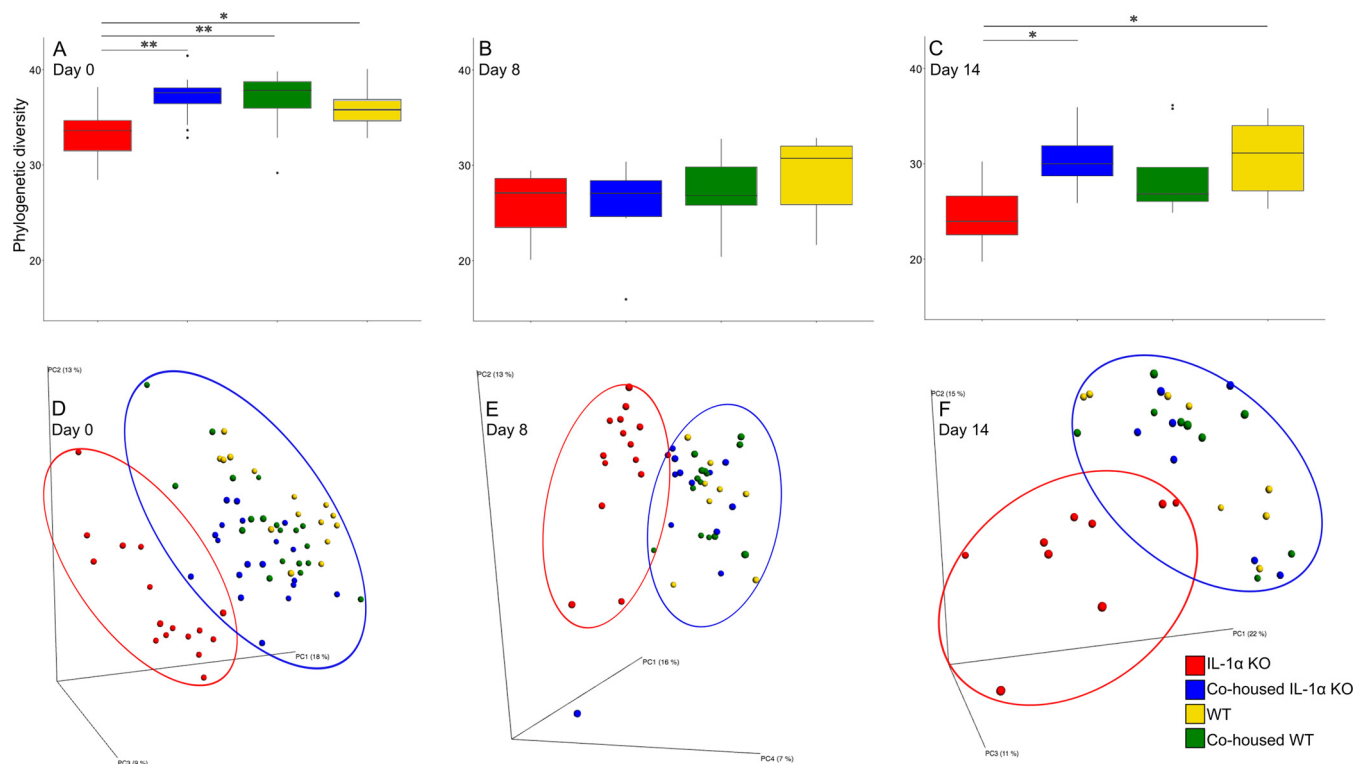 *
**
**
A
Day 0
Phylogenetic diversity
40
30
20
B
Day 8
40
30
20
*
*
C
Day 14
40
30
20
PC2 (13 %)
D
Day 0
PC1 (18 %)
PC3 (9 %)
PC2 (13 %)
E
Day 8
PC1 (16 %)
PC4 (7 %)
PC2 (15 %)
F
Day 14
PC1 (22 %)
PC3 (11 %)
IL-1α KO
Co-housed IL-1α KO
WT
Co-housed WT